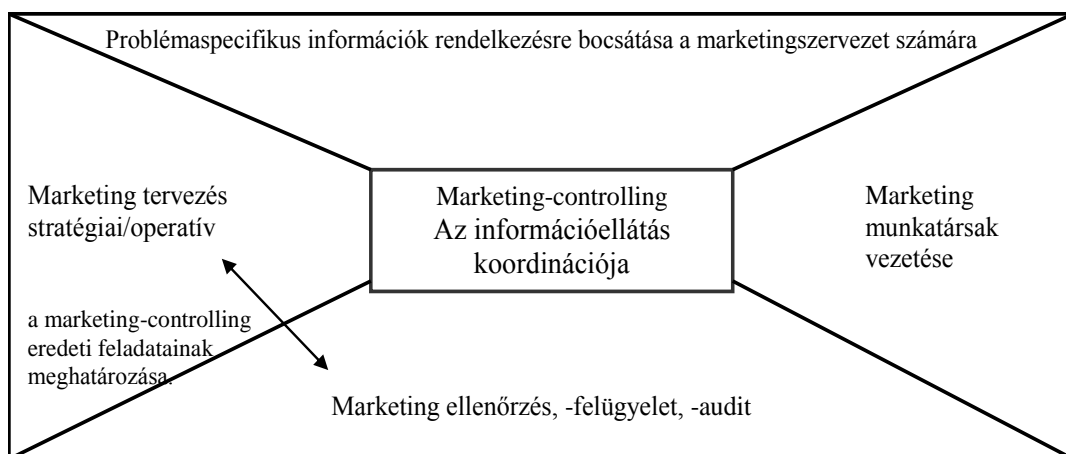 Problémaspecifikus információk rendelkezésre bocsátása a marketingszervezet számára
Marketing tervezés
stratégiai/operatív
Marketing-controlling
Az információellátás
koordinációja
Marketing
munkatársak
vezetése
a marketing-controlling
eredeti feladatainak
meghatározása.
Marketing ellenőrzés, -felügyelet, -audit